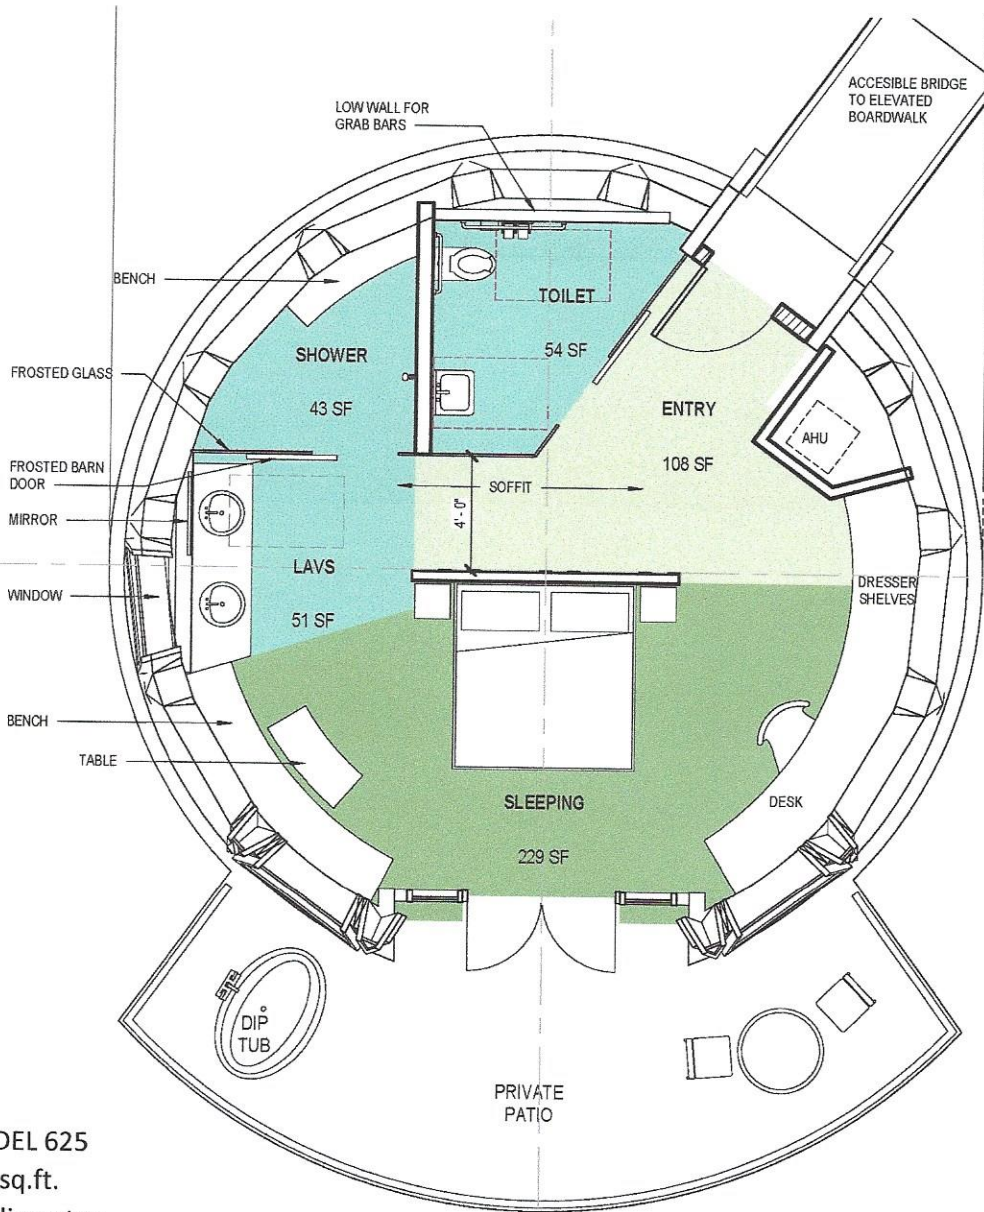 ACCESIBLE BRIDGE
TO ELEVATED
BOARDWALK
LOW WALL FOR
GRAB BARS
BENCH
TOILET
54 SF
SHOWER
43 SF
FROSTED GLASS
ENTRY
108 SF
AHU
FROSTED BARN
DOOR
SOFFIT
4'- 0"
MIRROR
LAVS
51 SF
WINDOW
DRESSER
SHELVES
BENCH
TABLE
SLEEPING
229 SF
DESK
DIP
TUB
PRIVATE
PATIO
DEL 625
sq.ft.